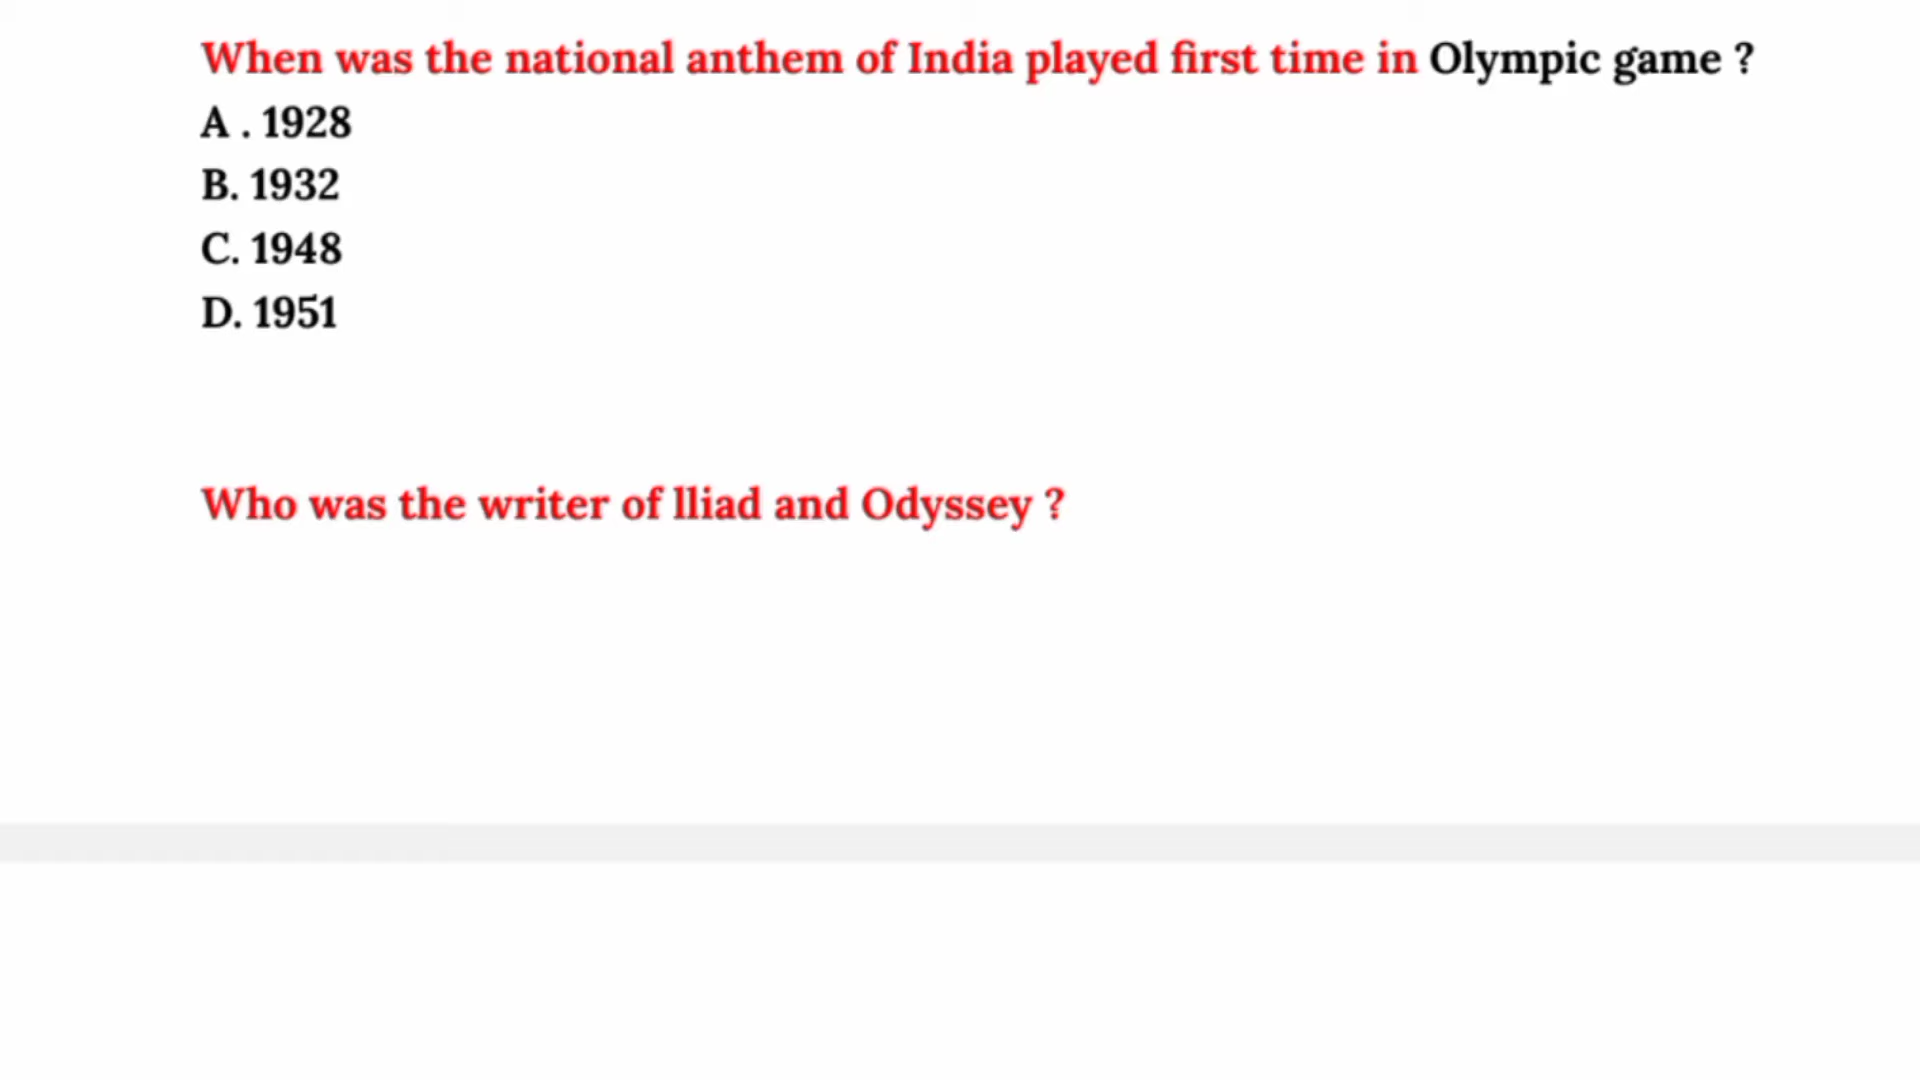 When was the national anthem of India played first time in Olympic game ?
A . 1928
B. 1932
C. 1948
D. 1951
Who was the writer of lliad and Odyssey ?